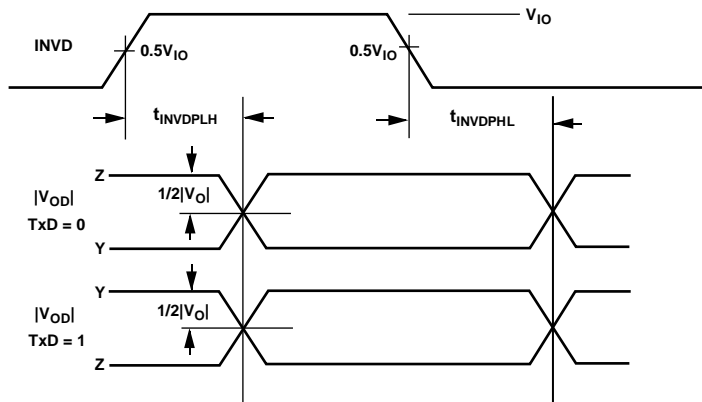 V_IO
INVD
0.5V_IO 0.5V_IO
t_INVDPLH t_INVDPHL
Z
|V_OD|
TxD = 0
1/2|V_O|
Y
Y
|V_OD|
TxD = 1
1/2|V_O|
Z